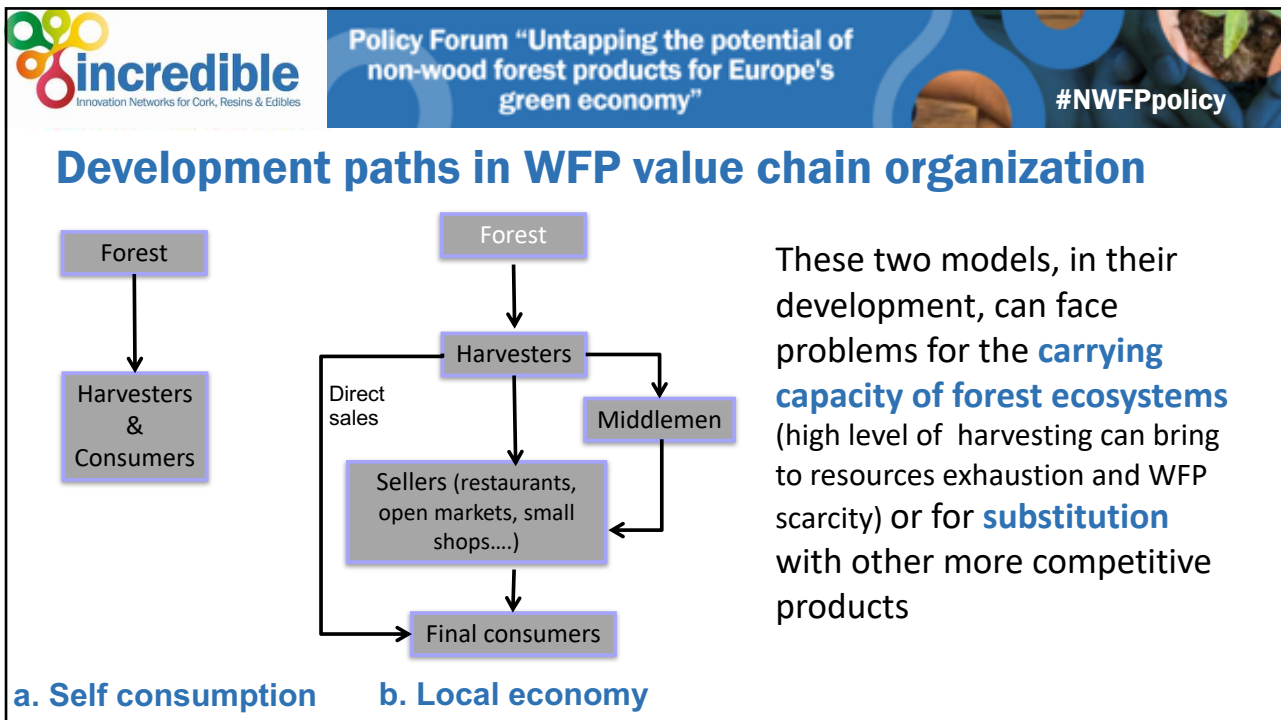 incredible
Innovation Networks for Cork, Resins & Edibles
Policy Forum “Untapping the potential of
non-wood forest products for Europe's
green economy”
#NWFPpolicy
Development paths in WFP value chain organization
Forest
Harvesters
&
Consumers
a. Self consumption
Forest
Harvesters
Direct
sales
Middlemen
Sellers (restaurants,
open markets, small
shops....)
Final consumers
b. Local economy
These two models, in their
development, can face
problems for the carrying
capacity of forest ecosystems
(high level of harvesting can bring
to resources exhaustion and WFP
scarcity) or for substitution
with other more competitive
products